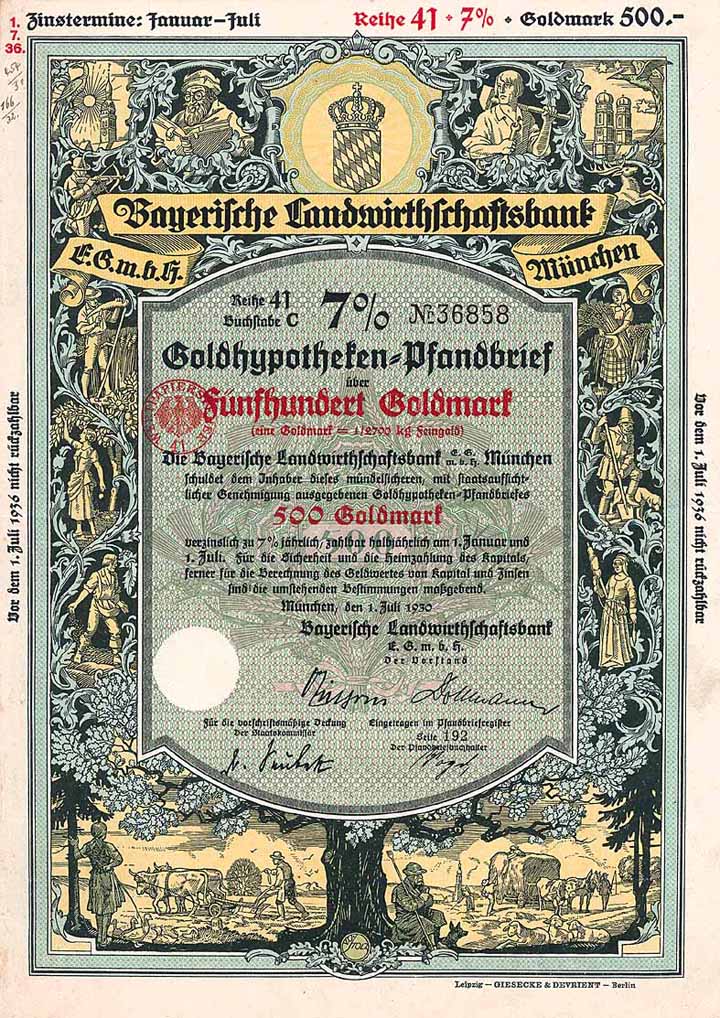 1.
7.
36.
Zinstermine: Januar-Juli
Reihe 41 + 7% + Goldmark 500.-
Bayerische Landwirthschaftsbank
E.G.m.b.H.
München
Reihe 41
Buchstabe C
7%
No 36858
Goldhypotheken-Pfandbrief
über
Fünfhundert Goldmark
(eine Goldmark = 1/2790 kg Feingold)
Die Bayerische Landwirthschaftsbank E.G.m.b.H. München
schuldet dem Inhaber dieses mündelsicheren, mit staatsaufsicht-
licher Genehmigung ausgegebenen Goldhypotheken-Pfandbriefes
500 Goldmark
verzinslich zu 7% jährlich, zahlbar halbjährlich am 1. Januar und
1. Juli. Für die Sicherheit und die Heimzahlung des Kapitals,
ferner für die Berechnung des Geldwertes von Kapital und Zinsen
sind die umstehenden Bestimmungen maßgebend.
München, den 1. Juli 1930
Bayerische Landwirthschaftsbank
E.G.m.b.H.
Der Vorstand
Für die vorschriftsmäßige Deckung
Der Staatskommissär
Eingetragen im Pfandbriefregister
Seite 192
Der Pfandbriefbuchhalter
Vor dem 1. Juli 1936 nicht rückzahlbar
Vor dem 1. Juli 1936 nicht rückzahlbar
41
Leipzig — GIESECKE & DEVRIENT — Berlin